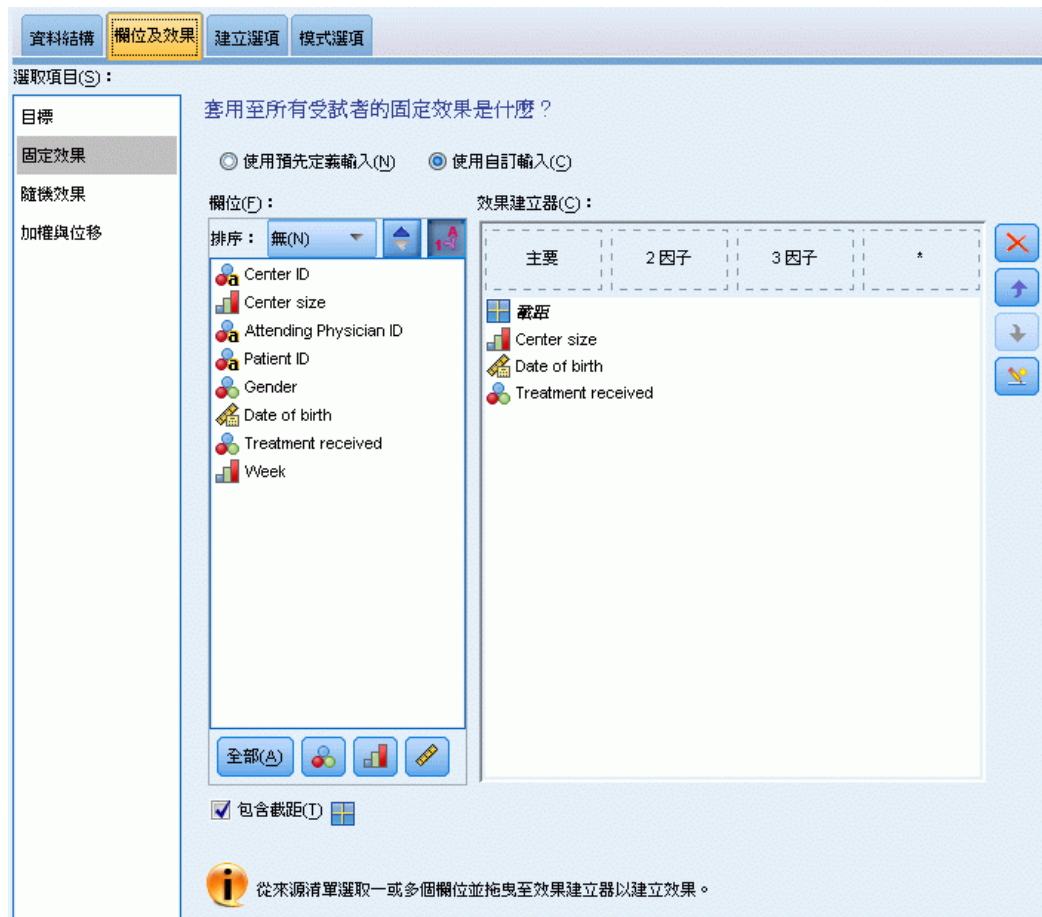 資料結構 欄位及效果 建立選項 模式選項
選取項目(S)：
目標
固定效果
隨機效果
加權與位移
套用至所有受試者的固定效果是什麼？
使用預先定義輸入(N) 使用自訂輸入(C)
欄位(F)：
排序： 無(N)
Center ID
Center size
Attending Physician ID
Patient ID
Gender
Date of birth
Treatment received
Week
全部(A)
效果建立器(C)：
主要 2因子 3因子 *
截距
Center size
Date of birth
Treatment received
包含截距(T)
從來源清單選取一或多個欄位並拖曳至效果建立器以建立效果。